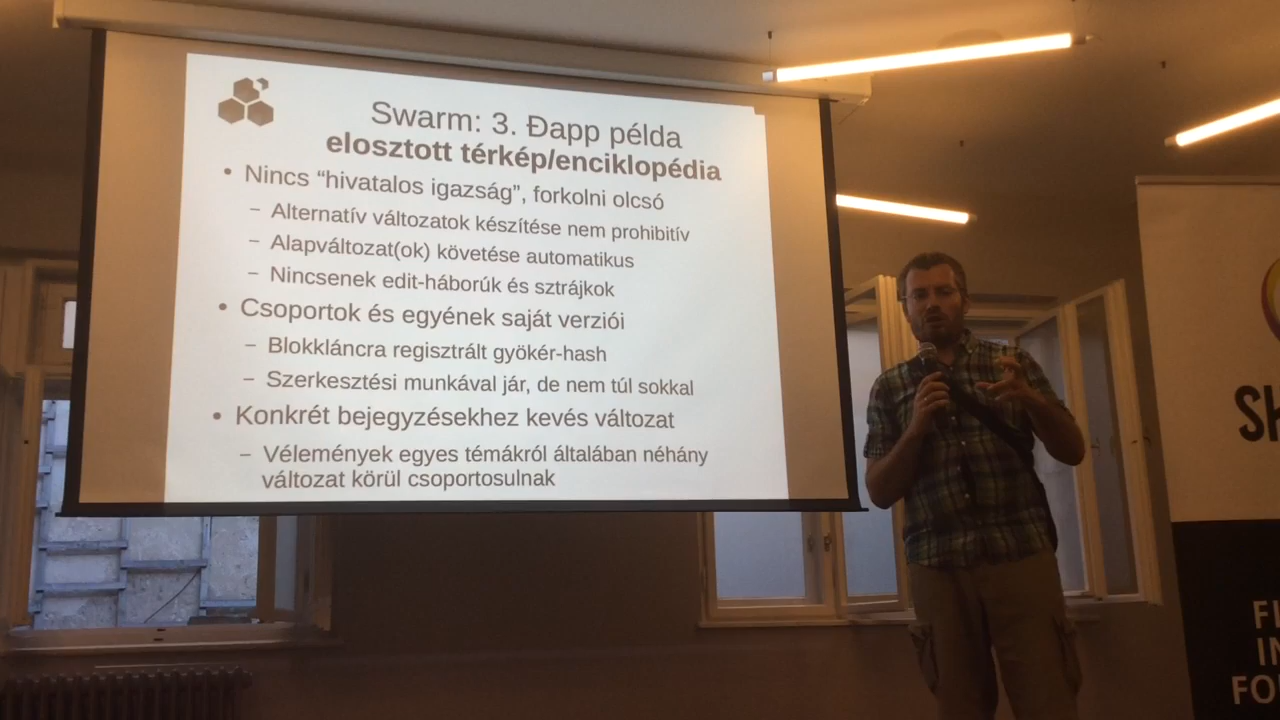 Swarm: 3. Đapp példa
elosztott térkép/enciklopédia
• Nincs “hivatalos igazság”, forkolni olcsó
– Alternatív változatok készítése nem prohibitív
– Alapváltozat(ok) követése automatikus
– Nincsenek edit-háborúk és sztrájkok
• Csoportok és egyének saját verziói
– Blokkláncra regisztrált gyökér-hash
– Szerkesztési munkával jár, de nem túl sokkal
• Konkrét bejegyzésekhez kevés változat
– Vélemények egyes témákról általában néhány
változat körül csoportosulnak